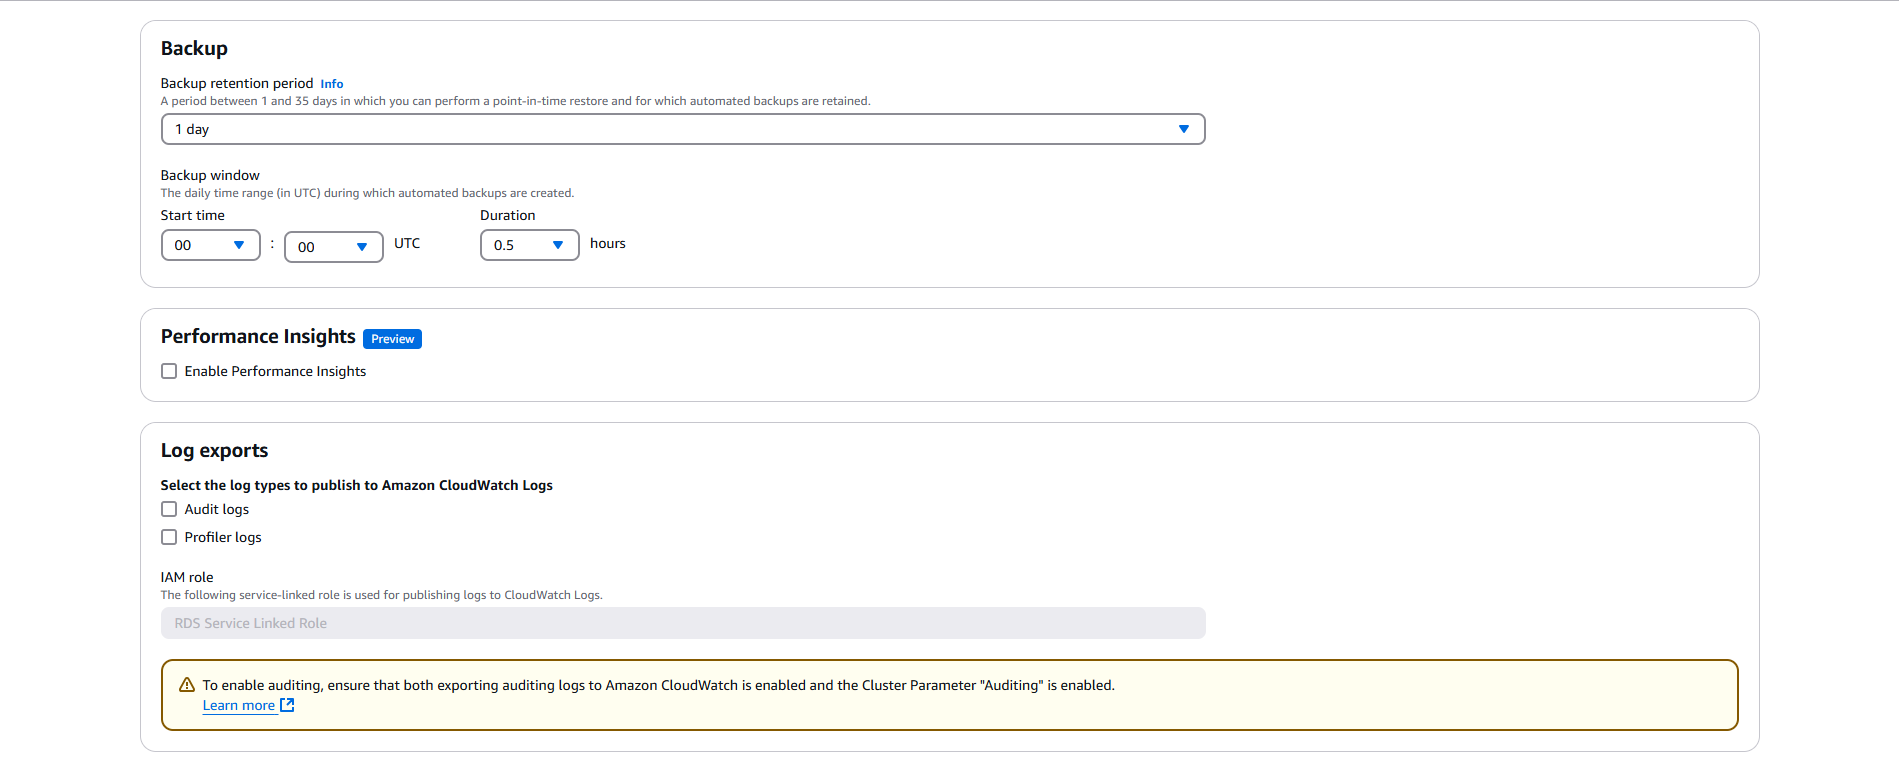 Backup
Backup retention period Info
A period between 1 and 35 days in which you can perform a point-in-time restore and for which automated backups are retained.
1 day
Backup window
The daily time range (in UTC) during which automated backups are created.
Start time Duration
00 : 00 UTC 0.5 hours
Performance Insights Preview
Enable Performance Insights
Log exports
Select the log types to publish to Amazon CloudWatch Logs
Audit logs
Profiler logs
IAM role
The following service-linked role is used for publishing logs to CloudWatch Logs.
RDS Service Linked Role
To enable auditing, ensure that both exporting auditing logs to Amazon CloudWatch is enabled and the Cluster Parameter "Auditing" is enabled.
Learn more